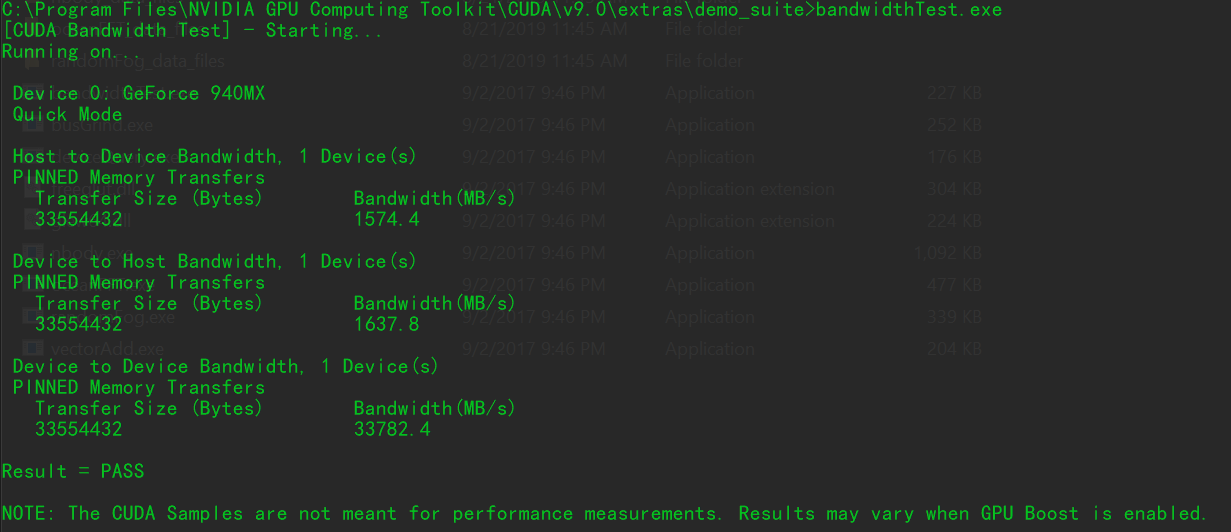 C:\Program Files\NVIDIA GPU Computing Toolkit\CUDA\v9.0\extras\demo_suite>bandwidthTest.exe
[CUDA Bandwidth Test] - Starting...
8/21/2019 11:45 AM File folder
Running on...
randomFog_data_files 8/21/2019 11:45 AM File folder
Device 0: GeForce 940MX
9/2/2017 9:46 PM Application 227 KB
Quick Mode
busGrind.exe 9/2/2017 9:46 PM Application 252 KB
Host to Device Bandwidth, 1 Device(s)
9/2/2017 9:46 PM Application 176 KB
PINNED Memory Transfers
9/2/2017 9:46 PM Application extension 304 KB
Transfer Size (Bytes) Bandwidth(MB/s)
33554432 1574.4
9/2/2017 9:46 PM Application extension 224 KB
nbody.exe 9/2/2017 9:46 PM Application 1,092 KB
Device to Host Bandwidth, 1 Device(s)
PINNED Memory Transfers
9/2/2017 9:46 PM Application 477 KB
Transfer Size (Bytes) Bandwidth(MB/s)
9/2/2017 9:46 PM Application 339 KB
33554432 1637.8
vectorAdd.exe 9/2/2017 9:46 PM Application 204 KB
Device to Device Bandwidth, 1 Device(s)
PINNED Memory Transfers
Transfer Size (Bytes) Bandwidth(MB/s)
33554432 33782.4
Result = PASS
NOTE: The CUDA Samples are not meant for performance measurements. Results may vary when GPU Boost is enabled.